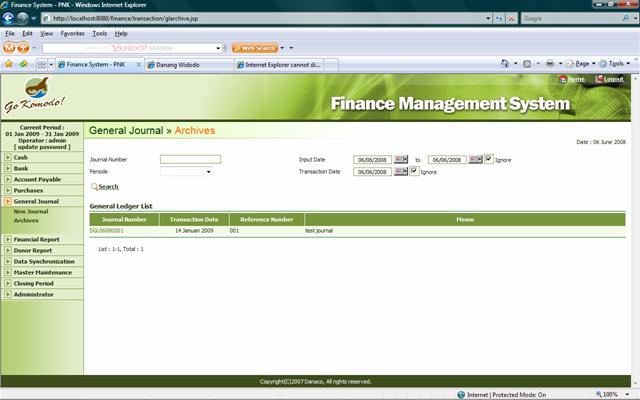 Finance System - PNK - Windows Internet Explorer
http://localhost:8080/finance/transaction/glarchive.jsp
Google
File Edit View Favorites Tools Help
YAHOO! SEARCH Web Search
Finance System - PNK Danang Widodo Internet Explorer cannot di...
Page Tools
Go Komodo!
Home Logout
Finance Management System
Current Period :
01 Jan 2009 - 31 Jan 2009
Operator : admin
[ update password ]
Cash
Bank
Account Payable
Purchases
General Journal
New Journal
Archives
Financial Report
Donor Report
Data Synchronization
Master Maintenance
Closing Period
Administrator
General Journal » Archives
Date : 06 June 2008
Journal Number Input Date 06/06/2008 to 06/06/2008 Ignore
Periode Transaction Date 06/06/2008 Ignore
Search
General Ledger List
Journal Number Transaction Date Reference Number Memo
DGL06080001 14 Januari 2009 001 test journal
List : 1-1, Total : 1
Copyright(C)2007 Danaco, All rights reserved.
Internet | Protected Mode: On 100%